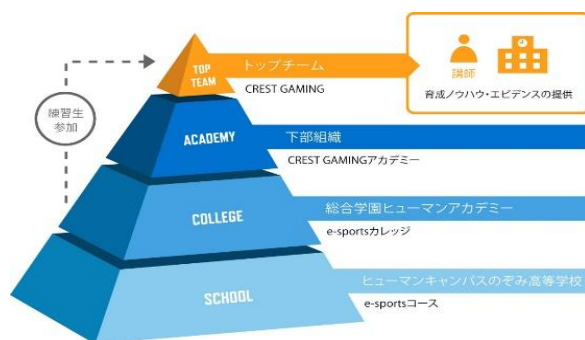 TOP
TEAM
トップチーム
CREST GAMING
講師
育成ノウハウ・エビデンスの提供
練習生
参加
ACADEMY
下部組織
CREST GAMINGアカデミー
COLLEGE
総合学園ヒューマンアカデミー
e-sportsカレッジ
SCHOOL
ヒューマンキャンパスのぞみ高等学校
e-sportsコース